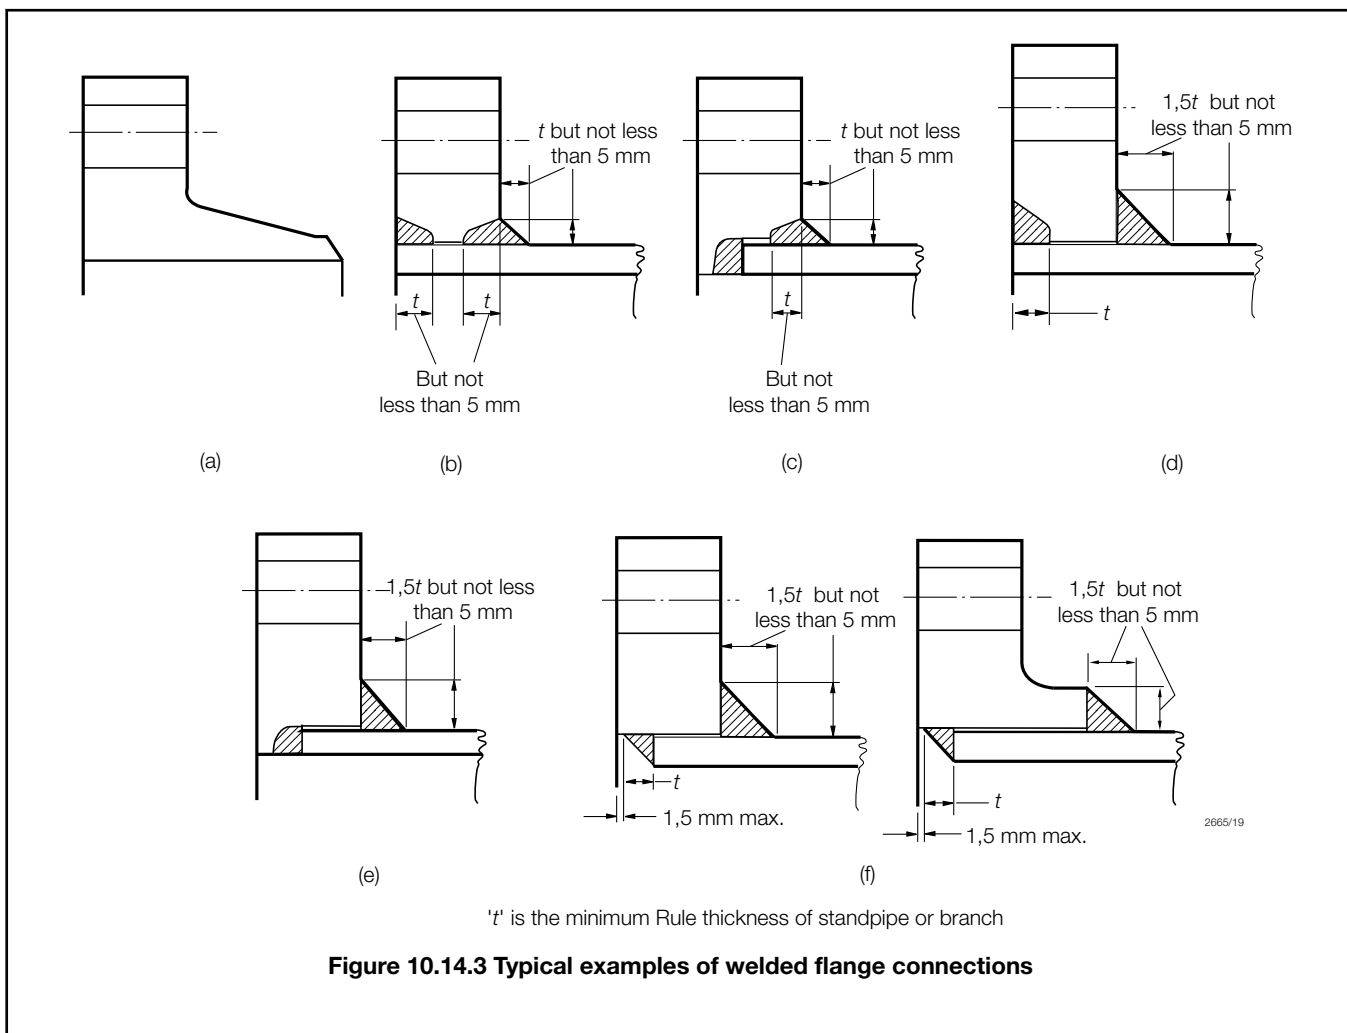 t but not less
than 5 mm
t but not less
than 5 mm
1,5t but not
less than 5 mm
t
t
t
t
But not
less than 5 mm
But not
less than 5 mm
(a)
(b)
(c)
(d)
1,5t but not less
than 5 mm
1,5t but not
less than 5 mm
1,5t but not
less than 5 mm
t
t
1,5 mm max.
1,5 mm max.
2665/19
(e)
(f)
't' is the minimum Rule thickness of standpipe or branch
Figure 10.14.3 Typical examples of welded flange connections